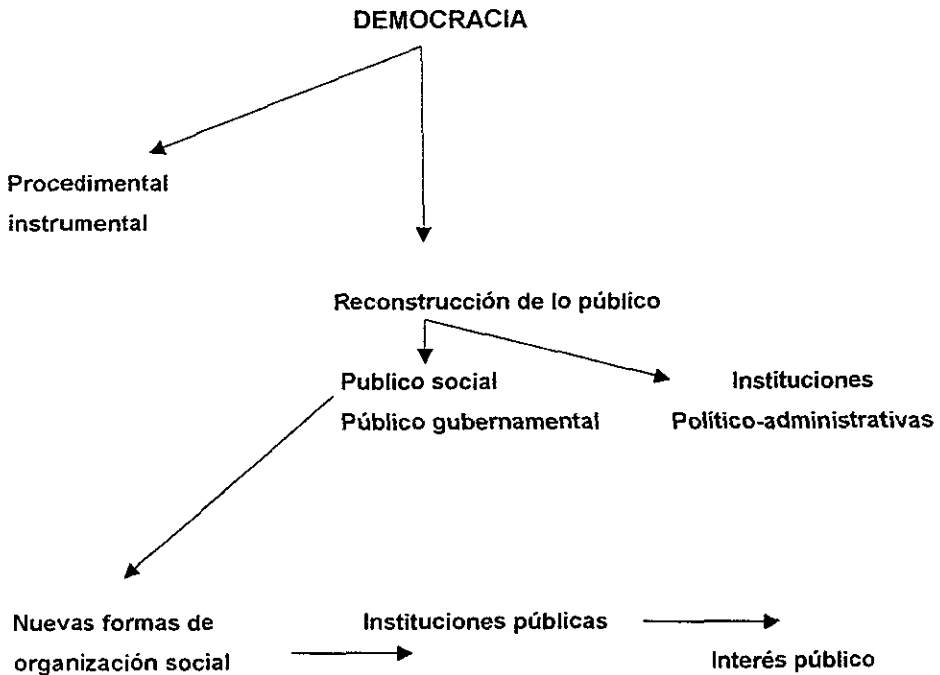 DEMOCRACIA
Procedimental
instrumental
Reconstrucción de lo público
Publico social
Público gubernamental
Instituciones
Político-administrativas
Nuevas formas de
organización social
Instituciones públicas
Interés público